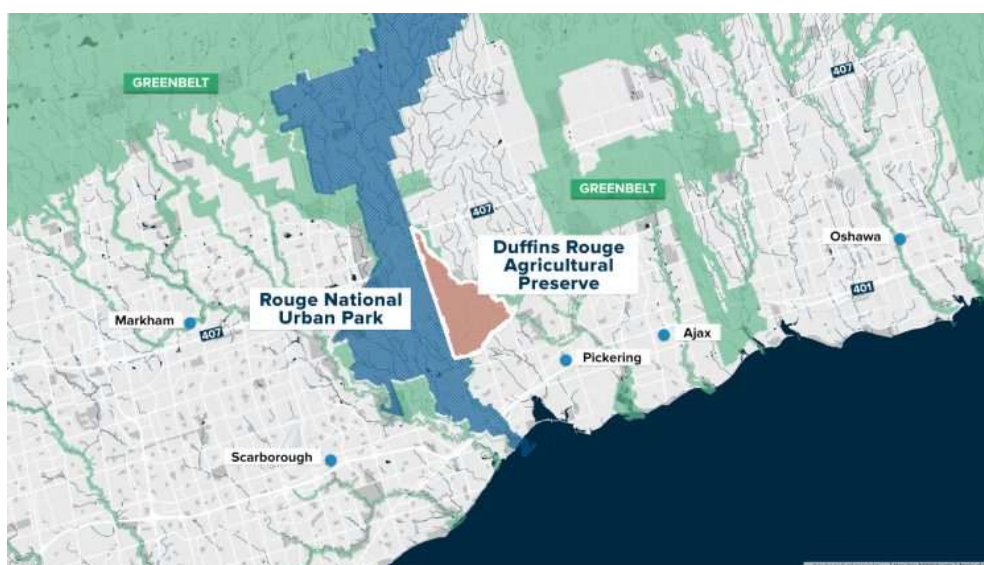 GREENBELT
407
GREENBELT
407
Duffins Rouge
Agricultural
Preserve
Oshawa
401
Rouge National
Urban Park
Markham
407
Ajax
Pickering
Scarborough